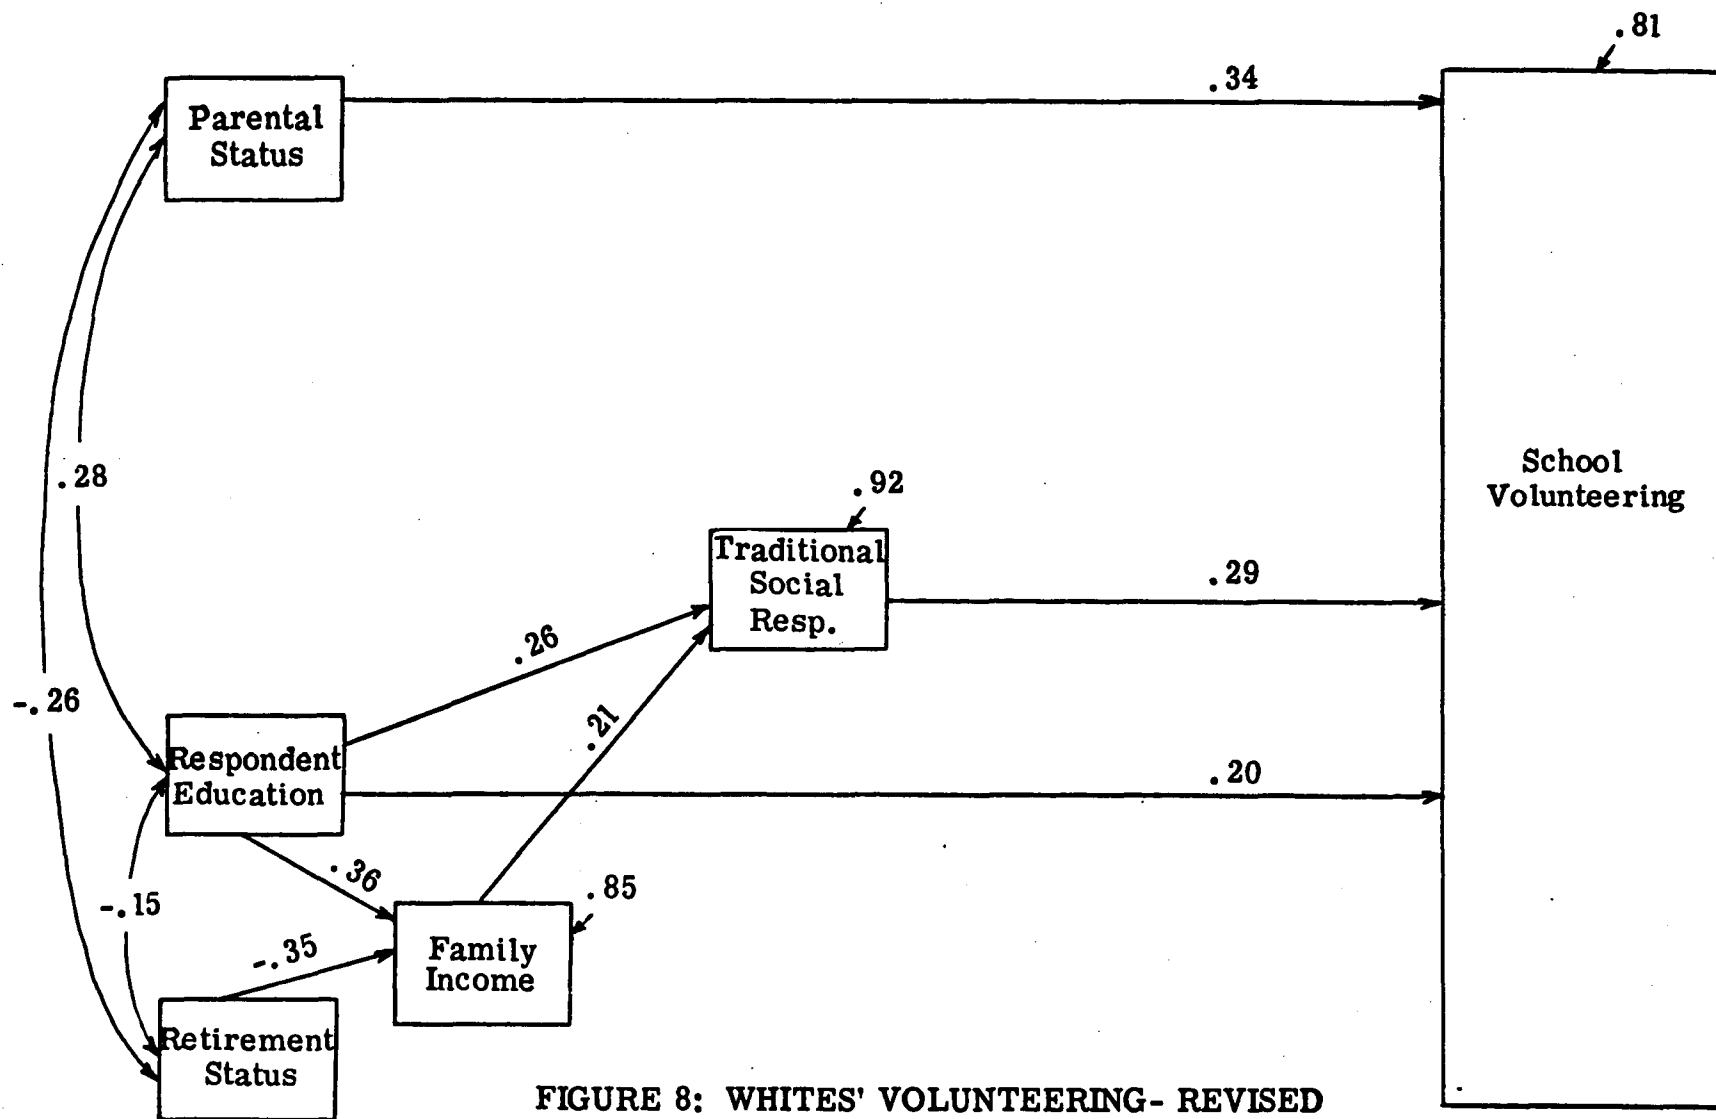 .81
.34
Parental
Status
.28
School
Volunteering
.92
Traditional
Social
Resp.
.29
.26
-.26
.21
Respondent
Education
.20
.36
.85
-.15
-.35
Family
Income
Retirement
Status
FIGURE 8: WHITES' VOLUNTEERING- REVISED